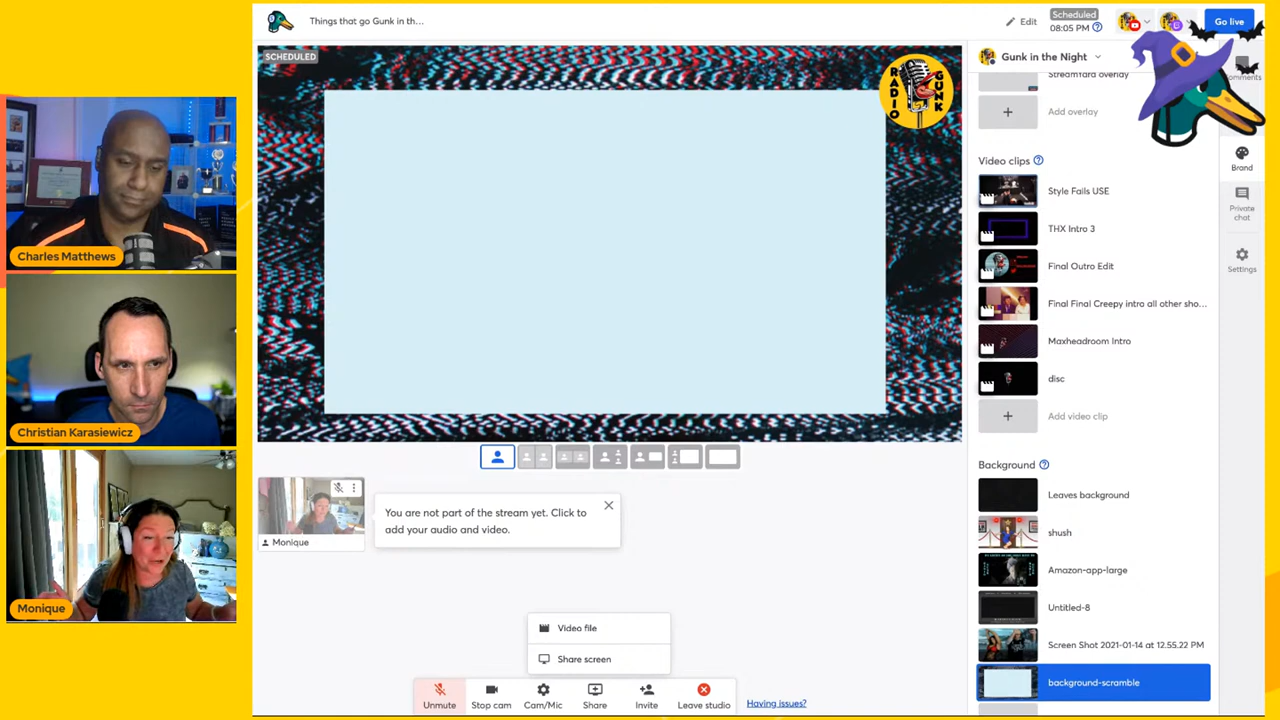 Things that go Gunk in th...
Edit
Scheduled
08:05 PM
Go live
SCHEDULED
RADIO
GUNK
Gunk in the Night
Streamyard overlay
Comments
Add overlay
Video clips
Style Fails USE
THX Intro 3
Final Outro Edit
Final Final Creepy intro all other sho...
Maxheadroom Intro
disc
Add video clip
Background
Leaves background
shush
Amazon-app-large
Untitled-8
Screen Shot 2021-01-14 at 12.55.22 PM
background-scramble
Brand
Private
chat
Settings
Charles Matthews
Christian Karasiewicz
Monique
Monique
You are not part of the stream yet. Click to
add your audio and video.
Video file
Share screen
Unmute
Stop cam
Cam/Mic
Share
Invite
Leave studio
Having issues?